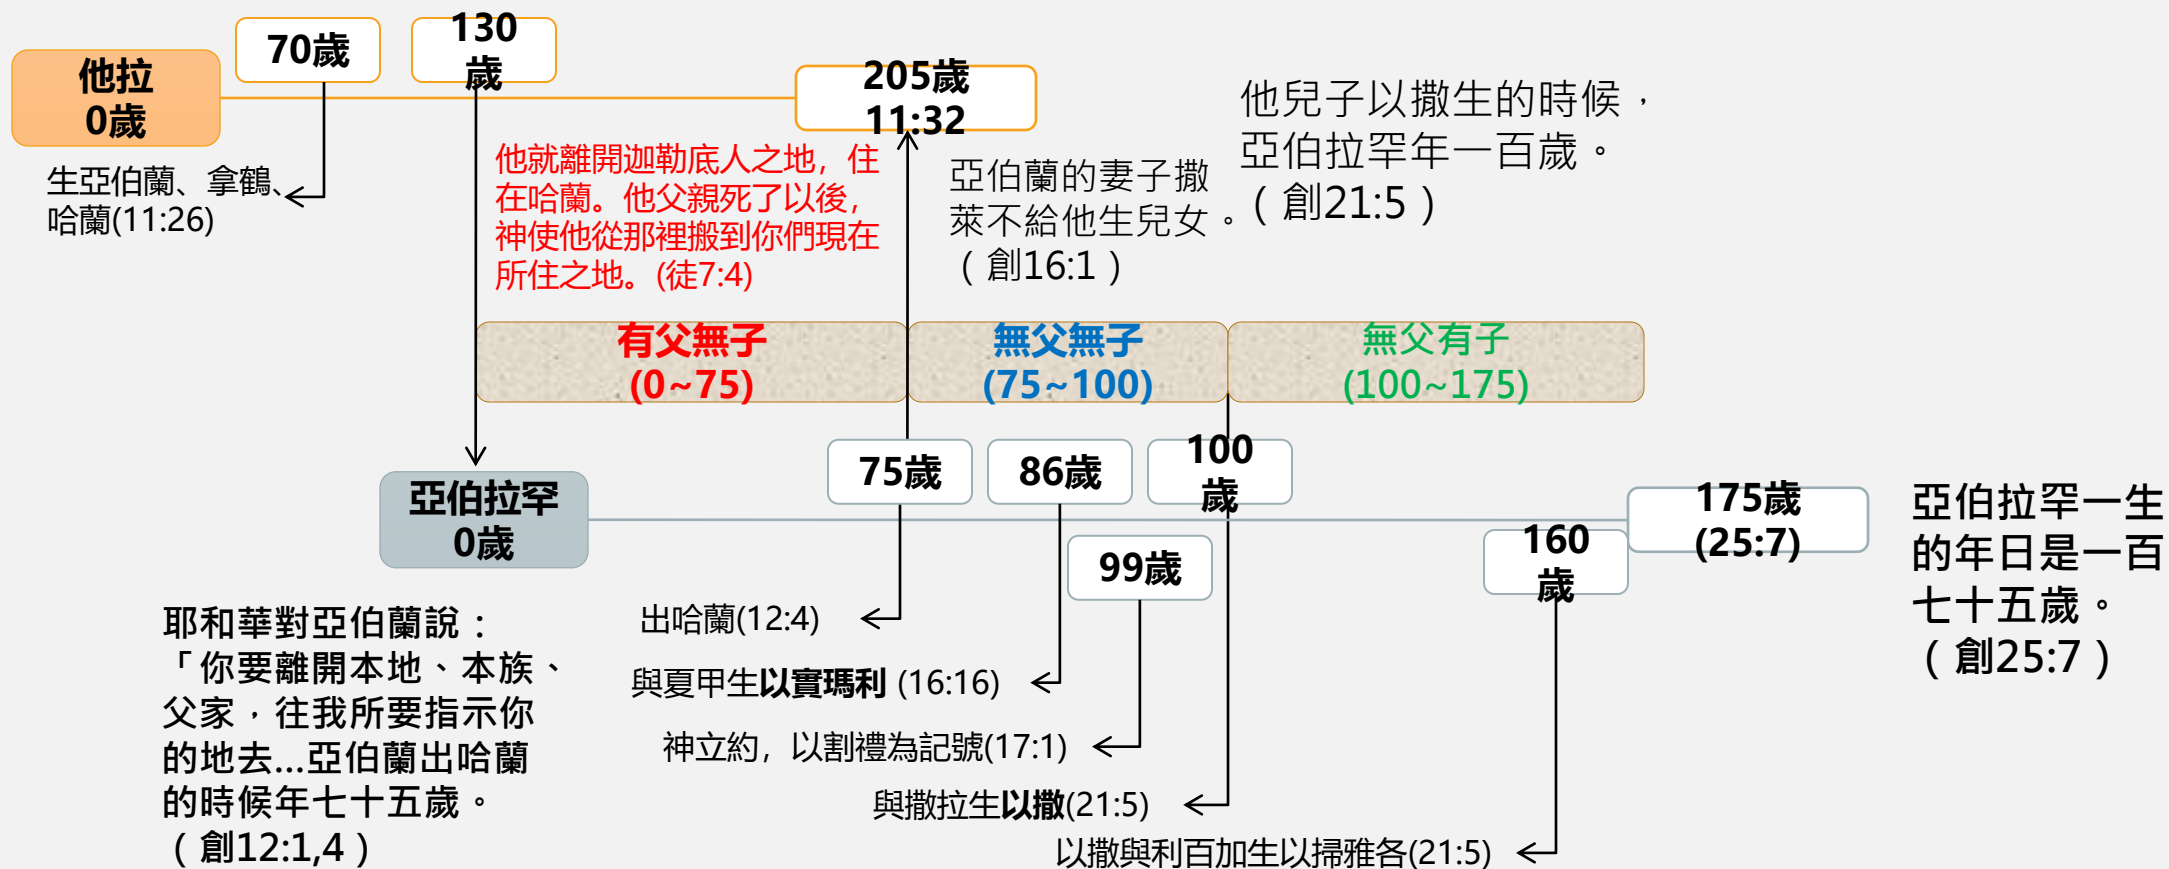 他拉
0歲
70歲
130
歲
205歲
11:32
生亞伯蘭、拿鶴、
哈蘭(11:26)
他就離開迦勒底人之地，住
在哈蘭。他父親死了以後，
神使他從那裡搬到你們現在
所住之地。(徒7:4)
亞伯蘭的妻子撒
萊不給他生兒女。
（創16:1）
他兒子以撒生的時候，
亞伯拉罕年一百歲。
（創21:5）
有父無子
(0~75)
無父無子
(75~100)
無父有子
(100~175)
亞伯拉罕
0歲
75歲
86歲
100
歲
99歲
160
歲
175歲
(25:7)
亞伯拉罕一生
的年日是一百
七十五歲。
（創25:7）
耶和華對亞伯蘭說：
「你要離開本地、本族、
父家，往我所要指示你
的地去...亞伯蘭出哈蘭
的時候年七十五歲。
（創12:1,4）
出哈蘭(12:4)
與夏甲生以實瑪利 (16:16)
神立約，以割禮為記號(17:1)
與撒拉生以撒(21:5)
以撒與利百加生以掃雅各(21:5)